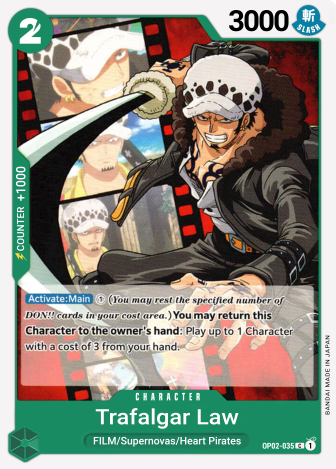 2
3000
斬
SLASH
COUNTER +1000
Activate:Main ① (You may rest the specified number of
DON!! cards in your cost area.)You may return this
Character to the owner's hand: Play up to 1 Character
with a cost of 3 from your hand.
CHARACTER
Trafalgar Law
FILM/Supernovas/Heart Pirates
OP02-035 C 1
BANDAI MADE IN JAPAN